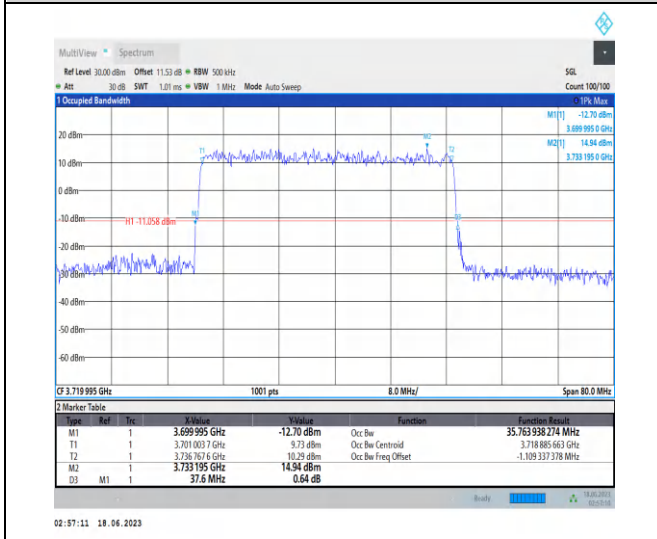 MultiView Spectrum
Ref Level 30.00 dBm Offset 11.53 dB RBW 500 kHz SGL
Att 30 dB SWT 1.01 ms VBW 1 MHz Mode Auto Sweep Count 100/100
1 Occupied Bandwidth 1Pk Max
M1[1] -12.70 dBm
3.699 995 0 GHz
M2[1] 14.94 dBm
3.733 195 0 GHz
20 dBm
M2
T1 T2
10 dBm
0 dBm
-10 dBm
M1 D3
H1 -11.058 dBm
-20 dBm
-30 dBm
-40 dBm
-50 dBm
-60 dBm
CF 3.719 995 GHz 1001 pts 8.0 MHz/ Span 80.0 MHz
2 Marker Table
Type Ref Trc X-Value Y-Value Function Function Result
M1 1 3.699 995 GHz -12.70 dBm Occ Bw 35.763 938 274 MHz
T1 1 3.701 003 7 GHz 9.73 dBm Occ Bw Centroid 3.718 885 663 GHz
T2 1 3.736 767 6 GHz 10.29 dBm Occ Bw Freq Offset -1.109 337 378 MHz
M2 1 3.733 195 GHz 14.94 dBm
D3 M1 1 37.6 MHz 0.64 dB
Ready 18.06.2023
02:57:11 18.06.2023